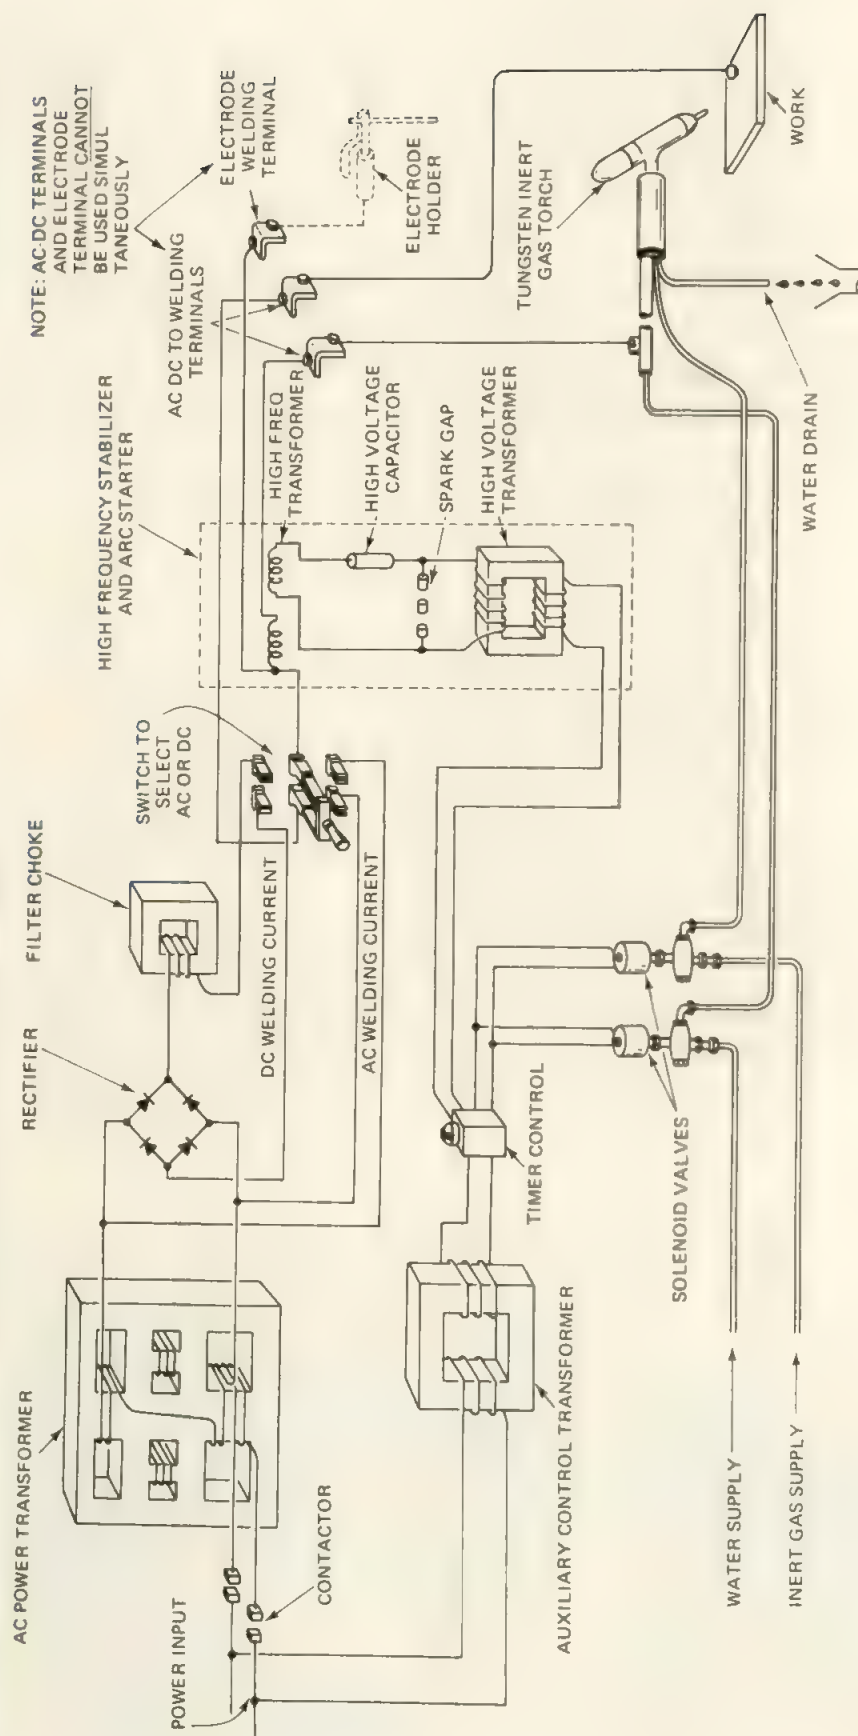 NOTE: AC-DC TERMINALS
AND ELECTRODE
TERMINAL CANNOT
BE USED SIMUL
TANEOUSLY
ELECTRODE
WELDING
TERMINAL
AC DC TO WELDING
TERMINALS
ELECTRODE
HOLDER
WORK
TUNGSTEN INERT
GAS TORCH
WATER DRAIN
HIGH FREQUENCY STABILIZER
AND ARC STARTER
HIGH FREQ
TRANSFORMER
HIGH VOLTAGE
CAPACITOR
SPARK GAP
HIGH VOLTAGE
TRANSFORMER
SWITCH TO
SELECT
AC OR DC
FILTER CHOKE
DC WELDING CURRENT
AC WELDING CURRENT
RECTIFIER
TIMER CONTROL
SOLENOID VALVES
AC POWER TRANSFORMER
AUXILIARY CONTROL TRANSFORMER
CONTACTOR
POWER INPUT
WATER SUPPLY
INERT GAS SUPPLY